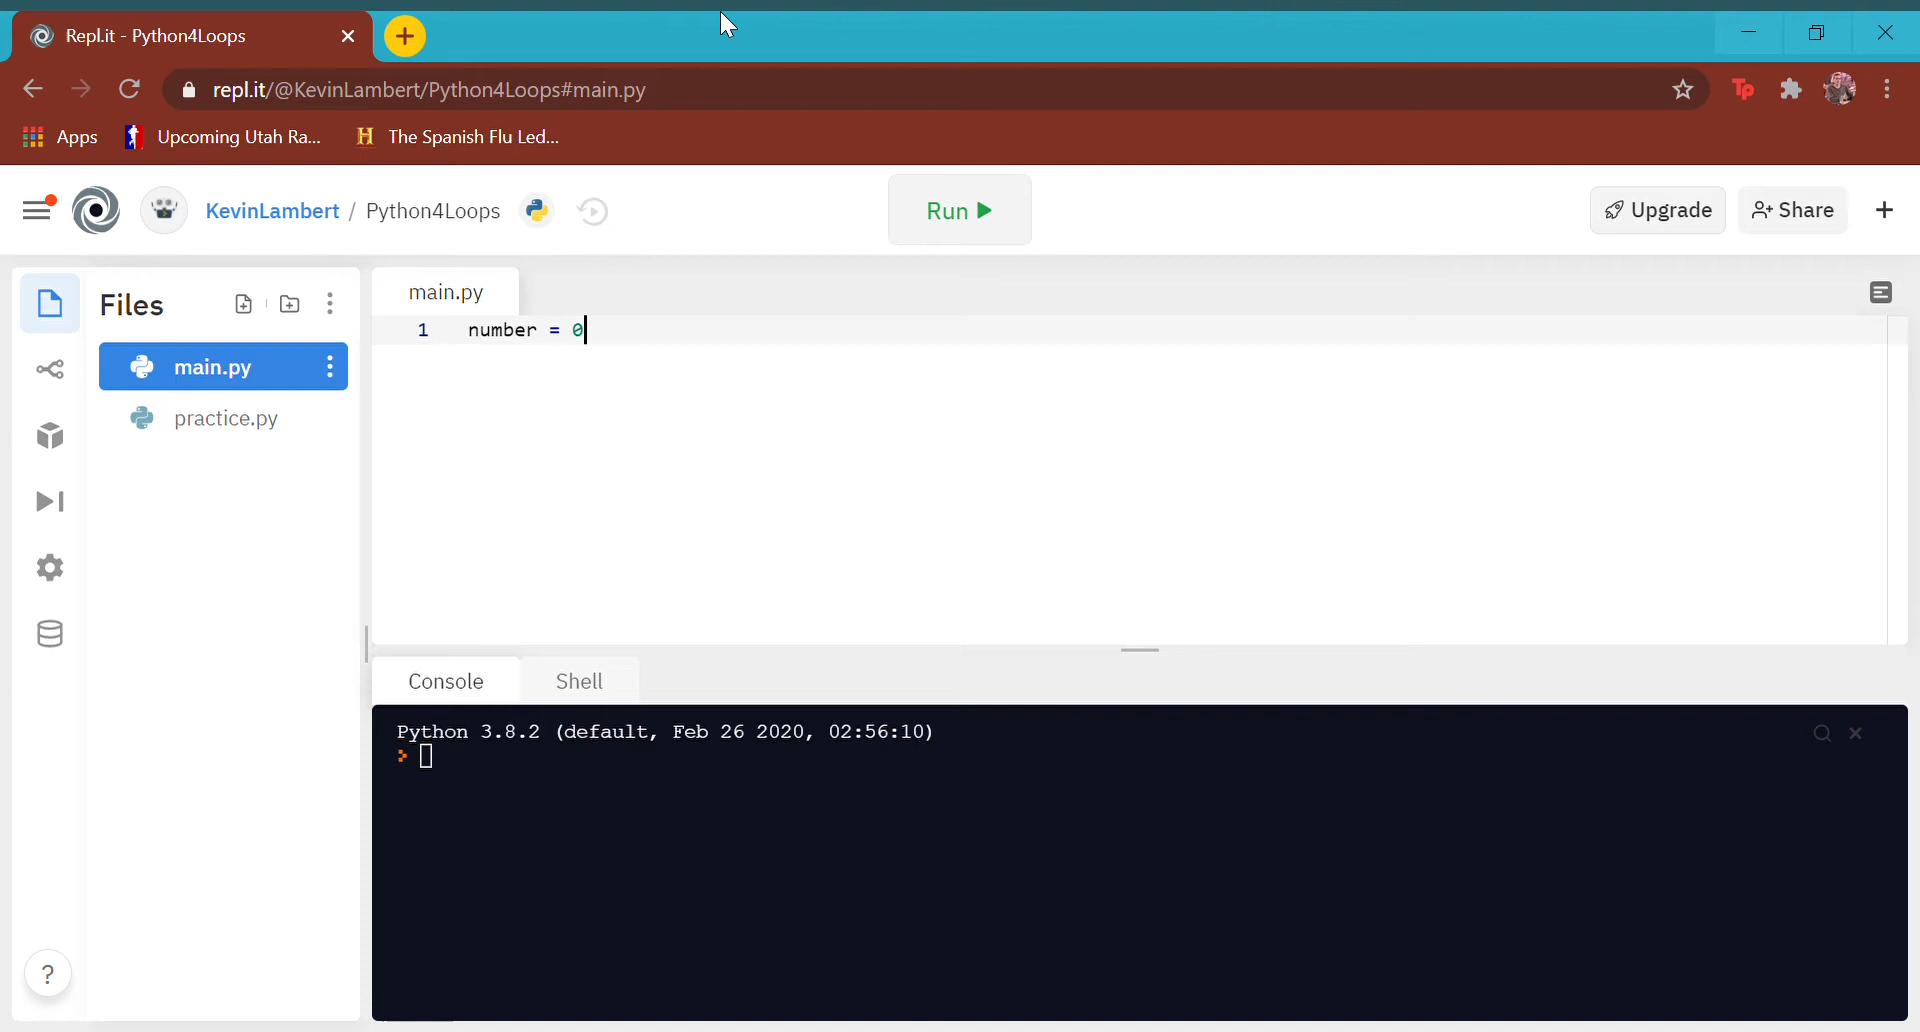 Repl.it - Python4Loops
repl.it/@KevinLambert/Python4Loops#main.py
Tp
Apps
Upcoming Utah Ra...
H The Spanish Flu Led...
KevinLambert / Python4Loops
Run
Upgrade
Share
Files
main.py
practice.py
main.py
1 number = 0
Console
Shell
Python 3.8.2 (default, Feb 26 2020, 02:56:10)
>
?